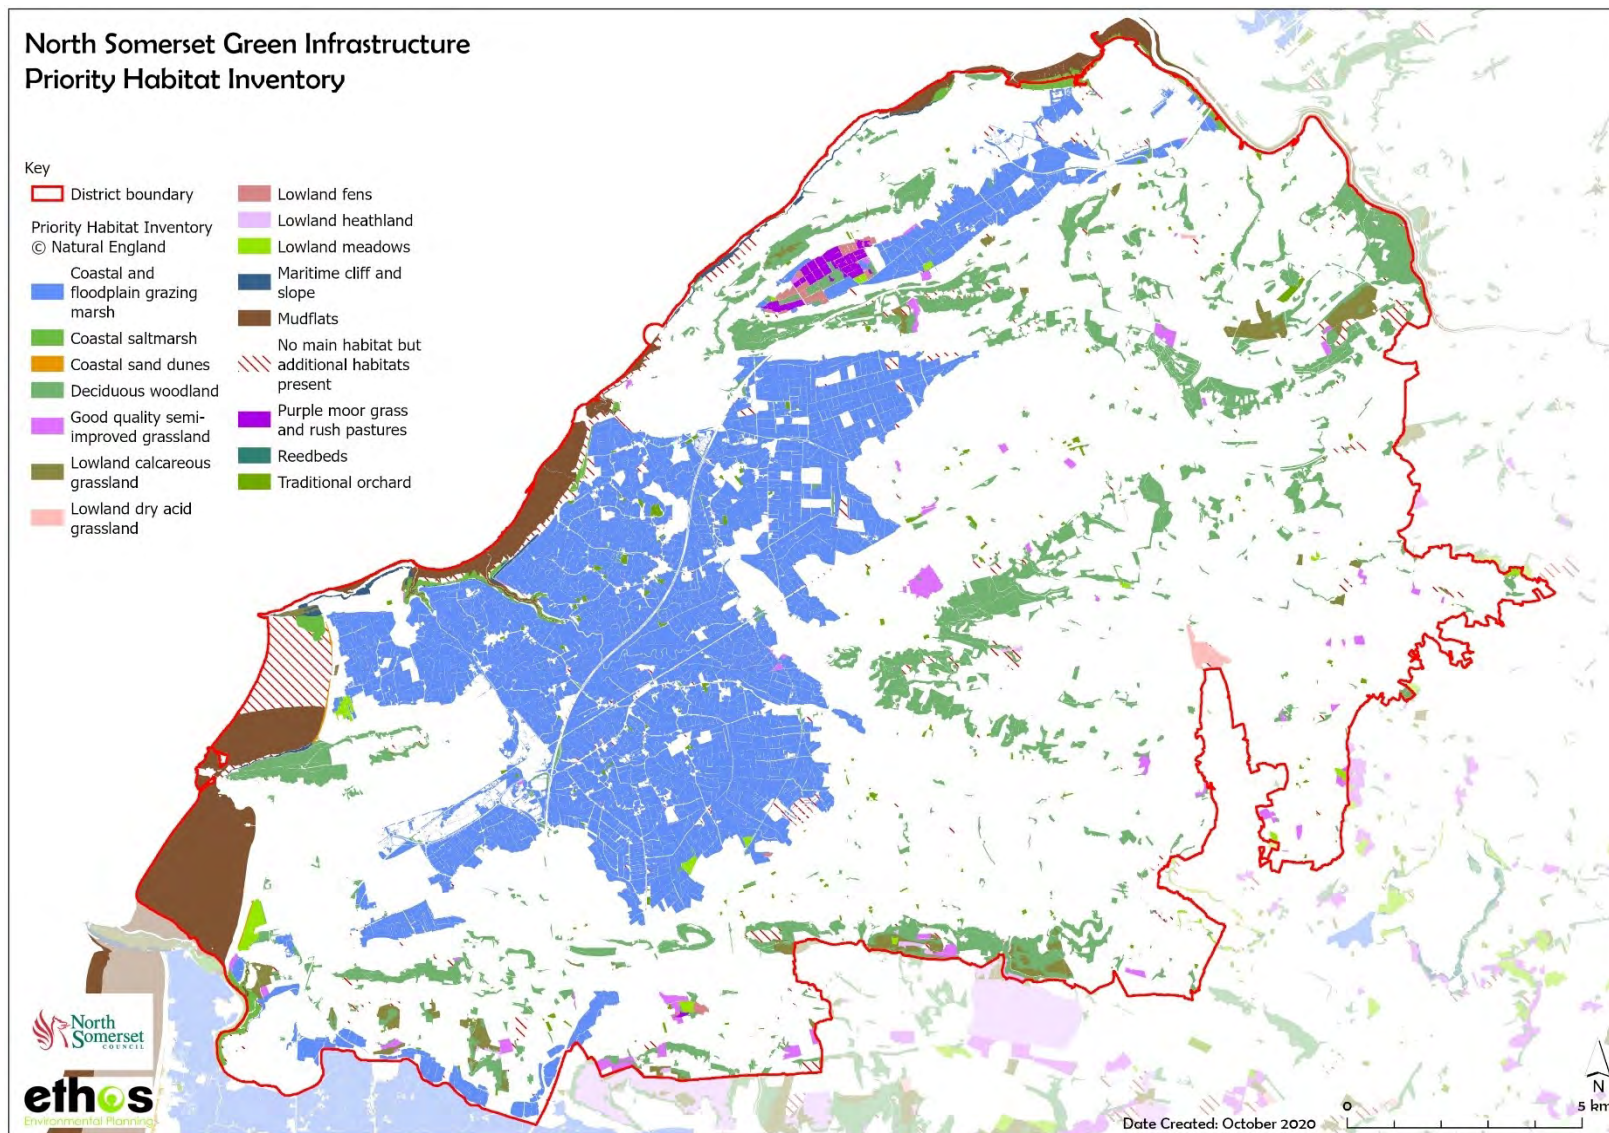 North Somerset Green Infrastructure
Priority Habitat Inventory
Key
District boundary
Priority Habitat Inventory
© Natural England
Coastal and
floodplain grazing
marsh
Coastal saltmarsh
Coastal sand dunes
Deciduous woodland
Good quality semi-
improved grassland
Lowland calcareous
grassland
Lowland dry acid
grassland
Lowland fens
Lowland heathland
Lowland meadows
Maritime cliff and
slope
Mudflats
No main habitat but
additional habitats
present
Purple moor grass
and rush pastures
Reedbeds
Traditional orchard
North
Somerset
COUNCIL
ethos
Environmental Planning
Date Created: October 2020
0
5 km
N